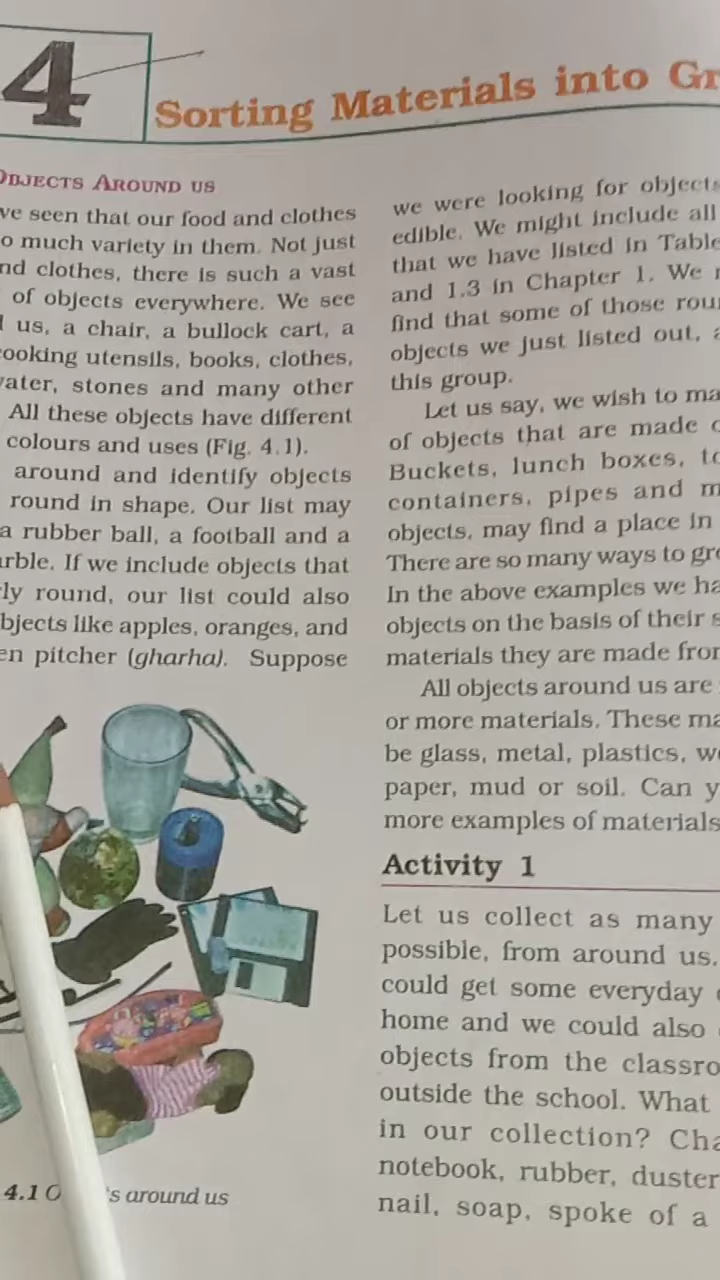 4
Sorting Materials into Gr
OBJECTS AROUND US
ve seen that our food and clothes
o much variety in them. Not just
nd clothes, there is such a vast
of objects everywhere. We see
us, a chair, a bullock cart, a
ooking utensils, books, clothes,
ater, stones and many other
All these objects have different
colours and uses (Fig. 4.1).
around and identify objects
round in shape. Our list may
a rubber ball, a football and a
arble. If we include objects that
rly round, our list could also
bjects like apples, oranges, and
en pitcher (gharha). Suppose
4.1 O s around us
we were looking for objects
edible. We might include all
that we have listed in Table
and 1.3 in Chapter 1. We
find that some of those rou
objects we just listed out, a
this group.
Let us say, we wish to ma
of objects that are made o
Buckets, lunch boxes, to
containers, pipes and m
objects, may find a place in
There are so many ways to gro
In the above examples we ha
objects on the basis of their s
materials they are made from
All objects around us are
or more materials. These ma
be glass, metal, plastics, wo
paper, mud or soil. Can y
more examples of materials
Activity 1
Let us collect as many
possible, from around us.
could get some everyday
home and we could also
objects from the classro
outside the school. What
in our collection? Cha
notebook, rubber, duster
nail, soap, spoke of a